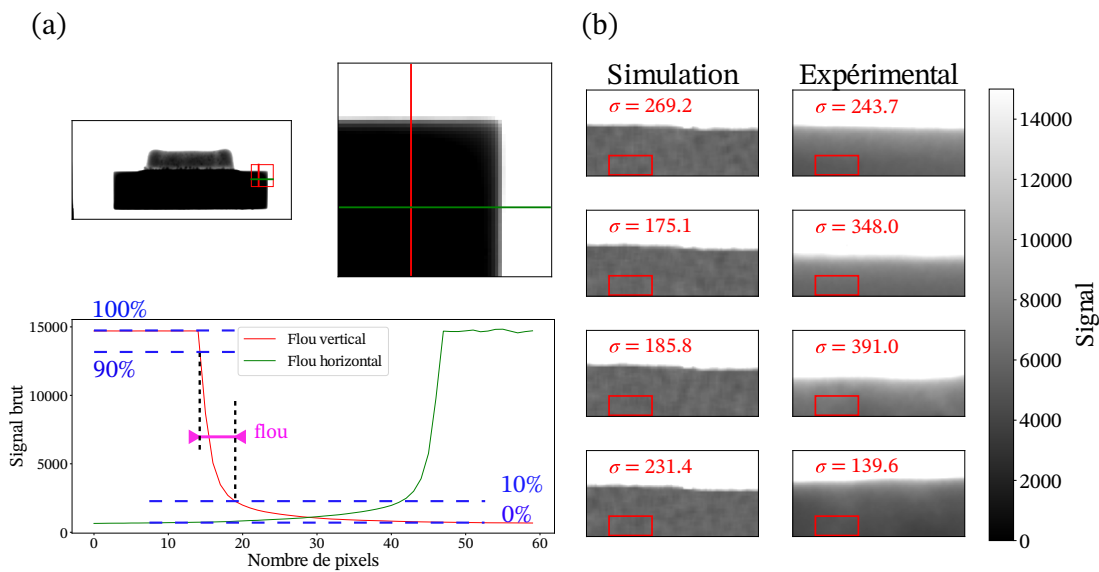 (a)
(b)
Simulation
Expérimental
σ = 269.2
σ = 243.7
σ = 175.1
σ = 348.0
σ = 185.8
σ = 391.0
σ = 231.4
σ = 139.6
14000
12000
10000
8000
6000
4000
2000
0
Signal
100%
90%
Flou vertical
Flou horizontal
flou
10%
0%
15000
10000
5000
0
Signal brut
0
10
20
30
40
50
60
Nombre de pixels